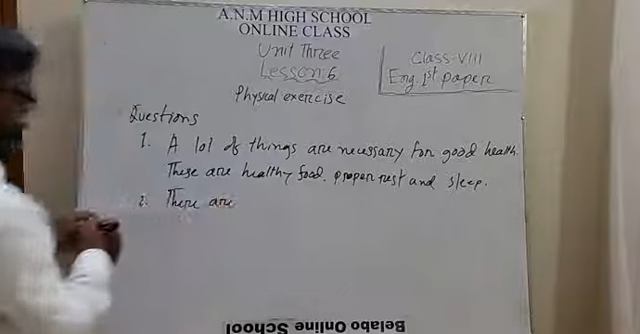 A.N.M HIGH SCHOOL
ONLINE CLASS
Unit Three
Lesson: 6
Physical exercise
Class-VIII
Eng. 1st paper
Questions
1. A lot of things are necessary for good health.
These are healthy food, proper rest and sleep.
2. There are
Belabo Online School